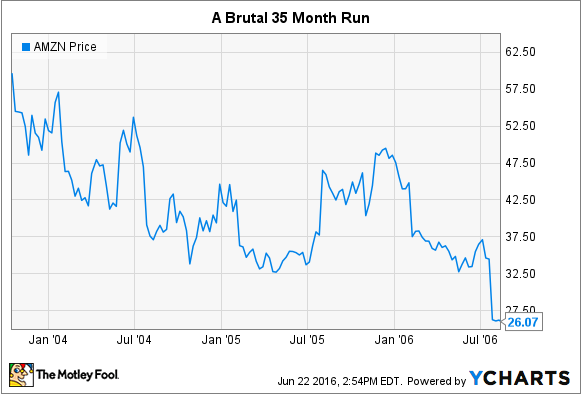 A Brutal 35 Month Run
AMZN Price
62.50
57.50
52.50
47.50
42.50
37.50
32.50
27.50
26.07
Jan '04
Jul '04
Jan '05
Jul '05
Jan '06
Jul '06
The Motley Fool.
Jun 22 2016, 2:54PM EDT. Powered by YCHARTS